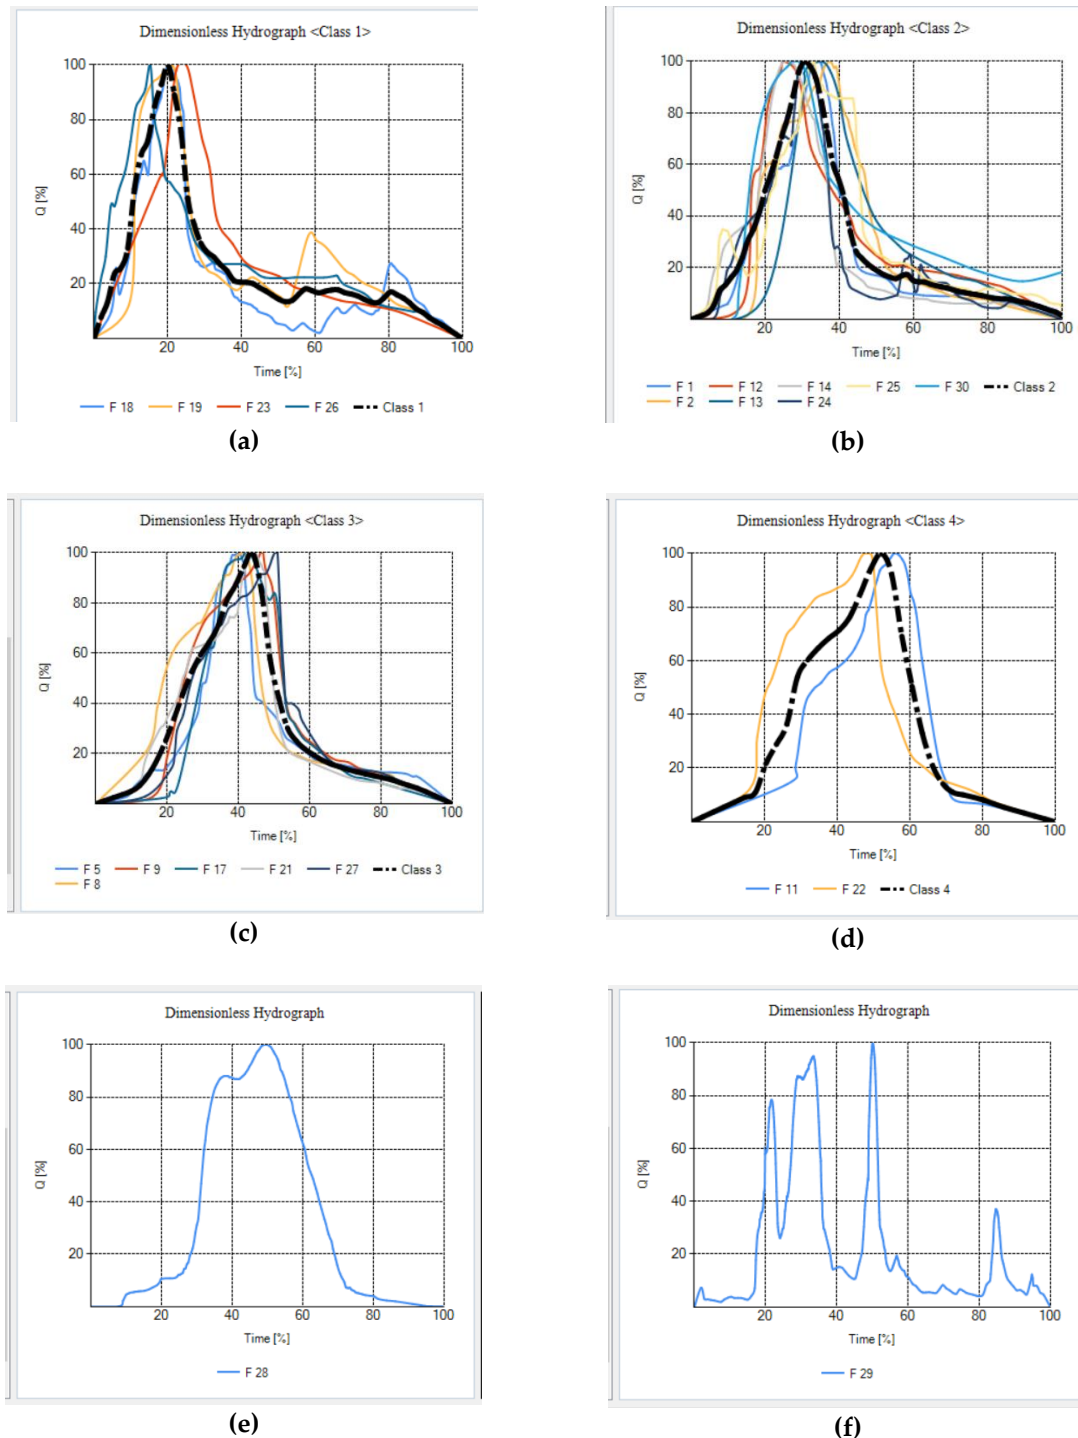 Dimensionless Hydrograph <Class 1>
100
80
60
40
20
Q [%]
20 40 60 80 100
Time [%]
F 18 F 19 F 23 F 26 Class 1
(a)
Dimensionless Hydrograph <Class 2>
100
80
60
40
20
Q [%]
20 40 60 80 100
Time [%]
F 1 F 12 F 14 F 25 F 30 Class 2
F 2 F 13 F 24
(b)
Dimensionless Hydrograph <Class 3>
100
80
60
40
20
Q [%]
20 40 60 80 100
Time [%]
F 5 F 9 F 17 F 21 F 27 Class 3
F 8
(c)
Dimensionless Hydrograph <Class 4>
100
80
60
40
20
Q [%]
20 40 60 80 100
Time [%]
F 11 F 22 Class 4
(d)
Dimensionless Hydrograph
100
80
60
40
20
Q [%]
20 40 60 80 100
Time [%]
F 28
(e)
Dimensionless Hydrograph
100
80
60
40
20
Q [%]
20 40 60 80 100
Time [%]
F 29
(f)